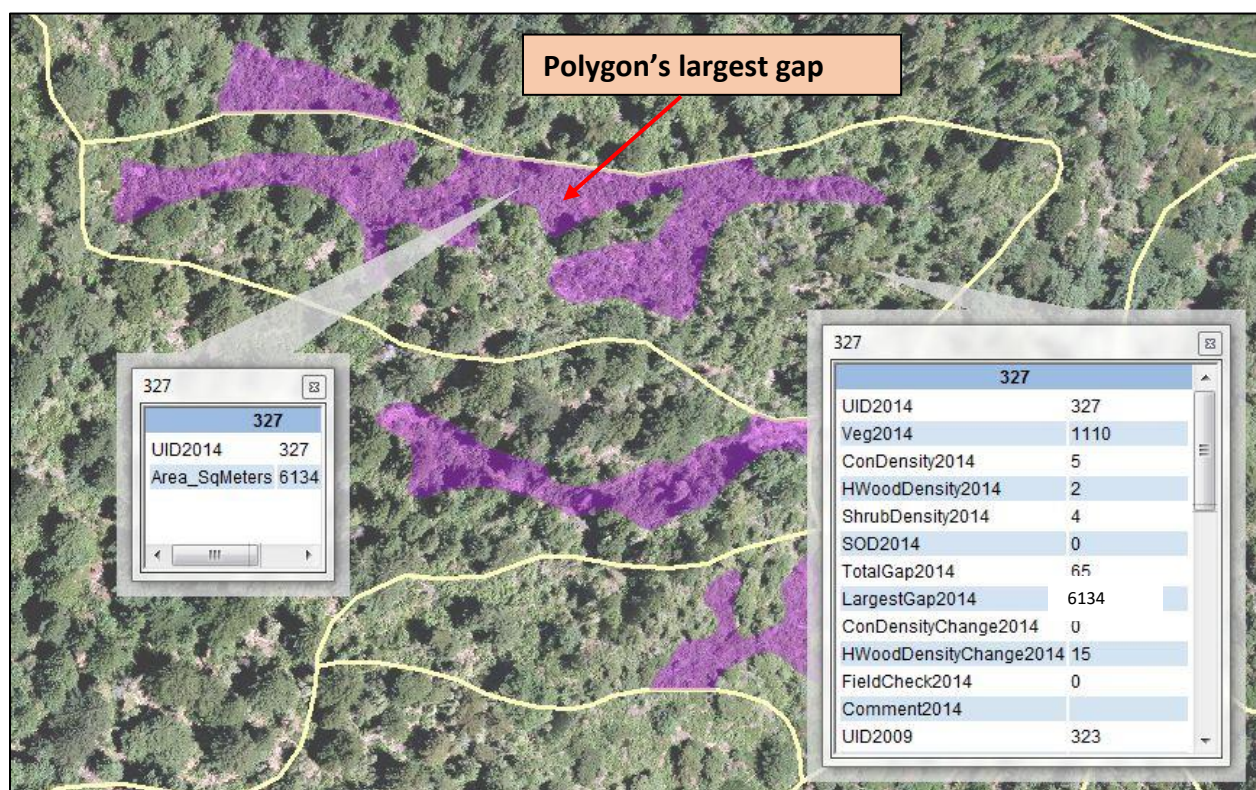 Polygon's largest gap
327
327
UID2014 327
Area_SqMeters 6134
327
327
UID2014 327
Veg2014 1110
ConDensity2014 5
HWoodDensity2014 2
ShrubDensity2014 4
SOD2014 0
TotalGap2014 65
LargestGap2014 6134
ConDensityChange2014 0
HWoodDensityChange2014 15
FieldCheck2014 0
Comment2014
UID2009 323